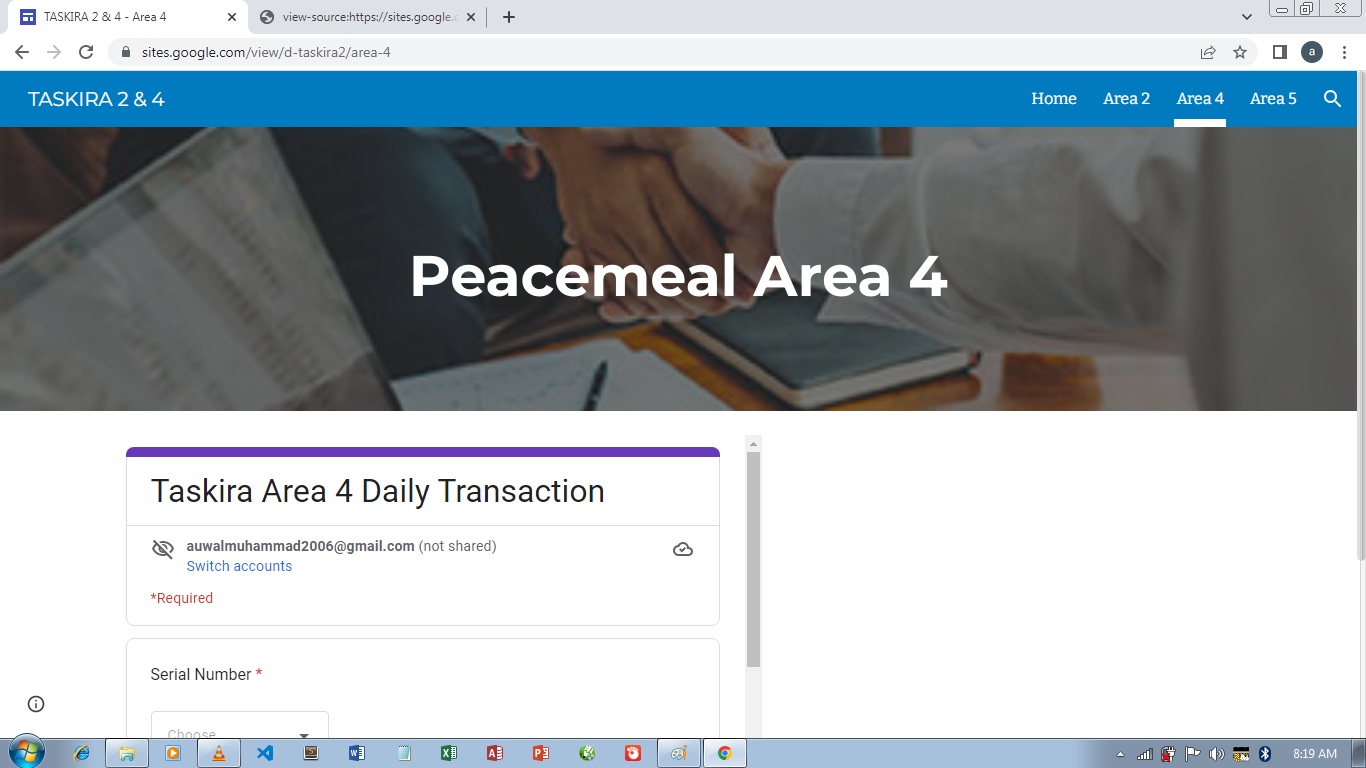 TASKIRA 2 & 4 - Area 4
view-source:https://sites.google.c
sites.google.com/view/d-taskira2/area-4
a
TASKIRA 2 & 4
Home
Area 2
Area 4
Area 5
Peacemeal Area 4
Taskira Area 4 Daily Transaction
auwalmuhammad2006@gmail.com (not shared)
Switch accounts
*Required
Serial Number *
Choose
8:19 AM